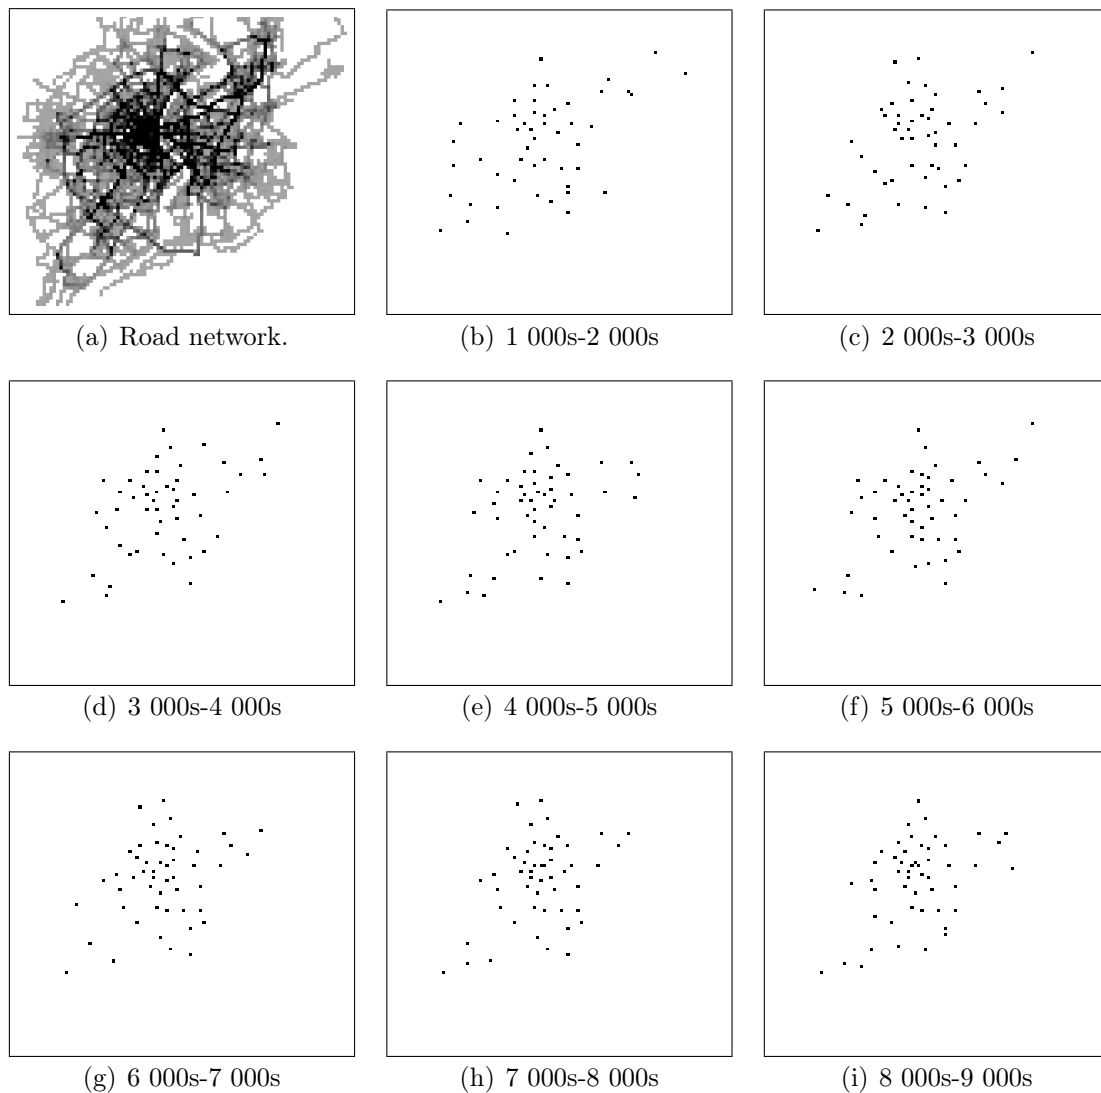 (a) Road network.
(b) 1 000s-2 000s
(c) 2 000s-3 000s
(d) 3 000s-4 000s
(e) 4 000s-5 000s
(f) 5 000s-6 000s
(g) 6 000s-7 000s
(h) 7 000s-8 000s
(i) 8 000s-9 000s